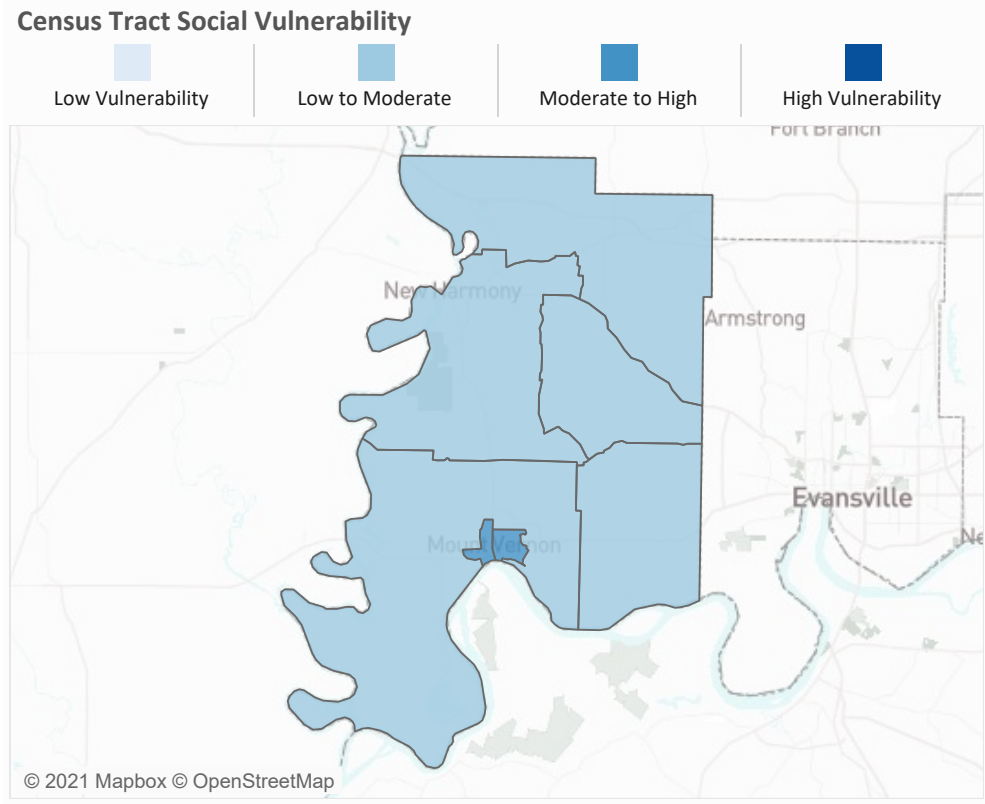 Census Tract Social Vulnerability
Low Vulnerability
Low to Moderate
Moderate to High
High Vulnerability
Fort Branch
New Harmony
Armstrong
Evansville
Mount Vernon
© 2021 Mapbox © OpenStreetMap